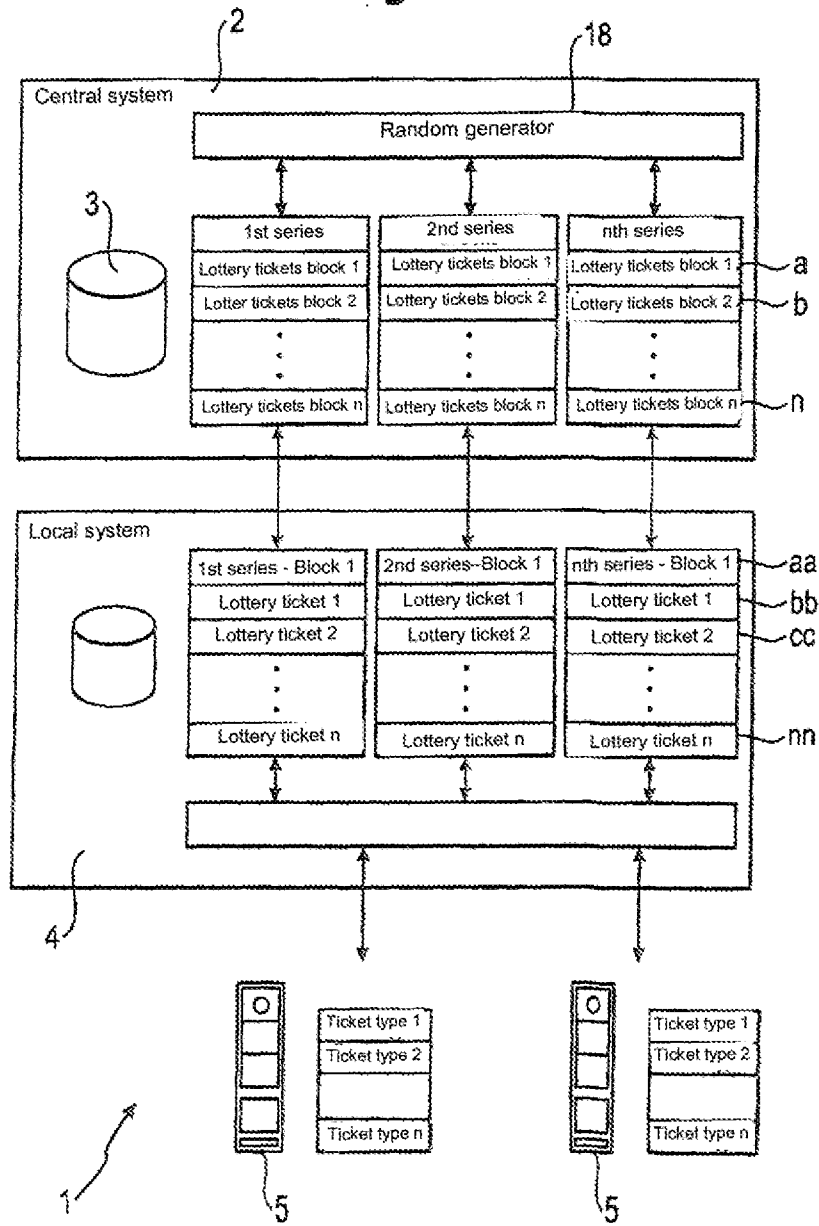 2
18
Central system
Random generator
3
1st series
2nd series
nth series
Lottery tickets block 1
Lottery tickets block 1
Lottery tickets block 1
a
Lotter tickets block 2
Lottery tickets block 2
Lottery tickets block 2
b
Lottery tickets block n
Lottery tickets block n
Lottery tickets block n
n
Local system
1st series - Block 1
2nd series--Block 1
nth series - Block 1
aa
Lottery ticket 1
Lottery ticket 1
Lottery ticket 1
bb
Lottery ticket 2
Lottery ticket 2
Lottery ticket 2
cc
Lottery ticket n
Lottery ticket n
Lottery ticket n
nn
4
Ticket type 1
Ticket type 1
Ticket type 2
Ticket type 2
Ticket type n
Ticket type n
1
5
5